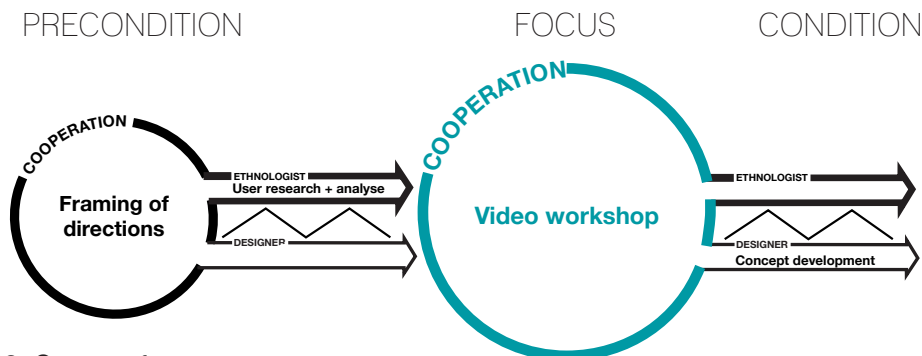 PRECONDITION
FOCUS
CONDITION
COOPERATION
Framing of
directions
ETHNOLOGIST
User research + analyse
DESIGNER
COOPERATION
Video workshop
ETHNOLOGIST
DESIGNER
Concept development